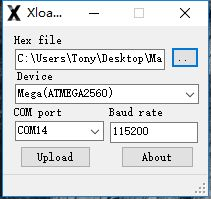 Xloa...
Hex file
C:\Users\Tony\Desktop\Ma
..
Device
Mega(ATMEGA2560)
COM port
Baud rate
COM14
115200
Upload
About